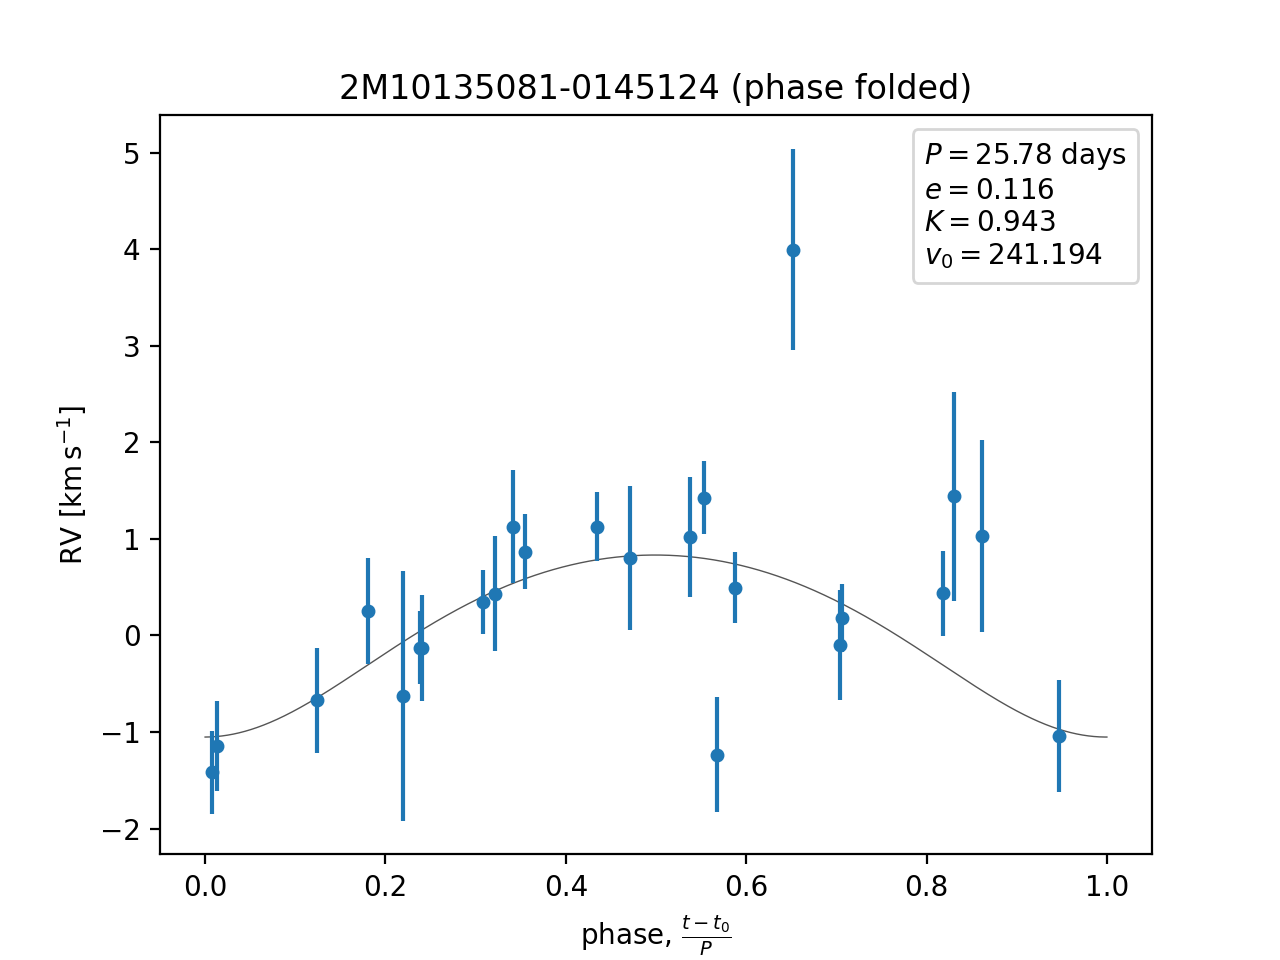 2M10135081-0145124 (phase folded)
P = 25.78 days
e = 0.116
K = 0.943
v₀ = 241.194
5
4
3
2
1
0
−1
−2
RV [km s⁻¹]
0.0 0.2 0.4 0.6 0.8 1.0
phase, (t − t₀)/P